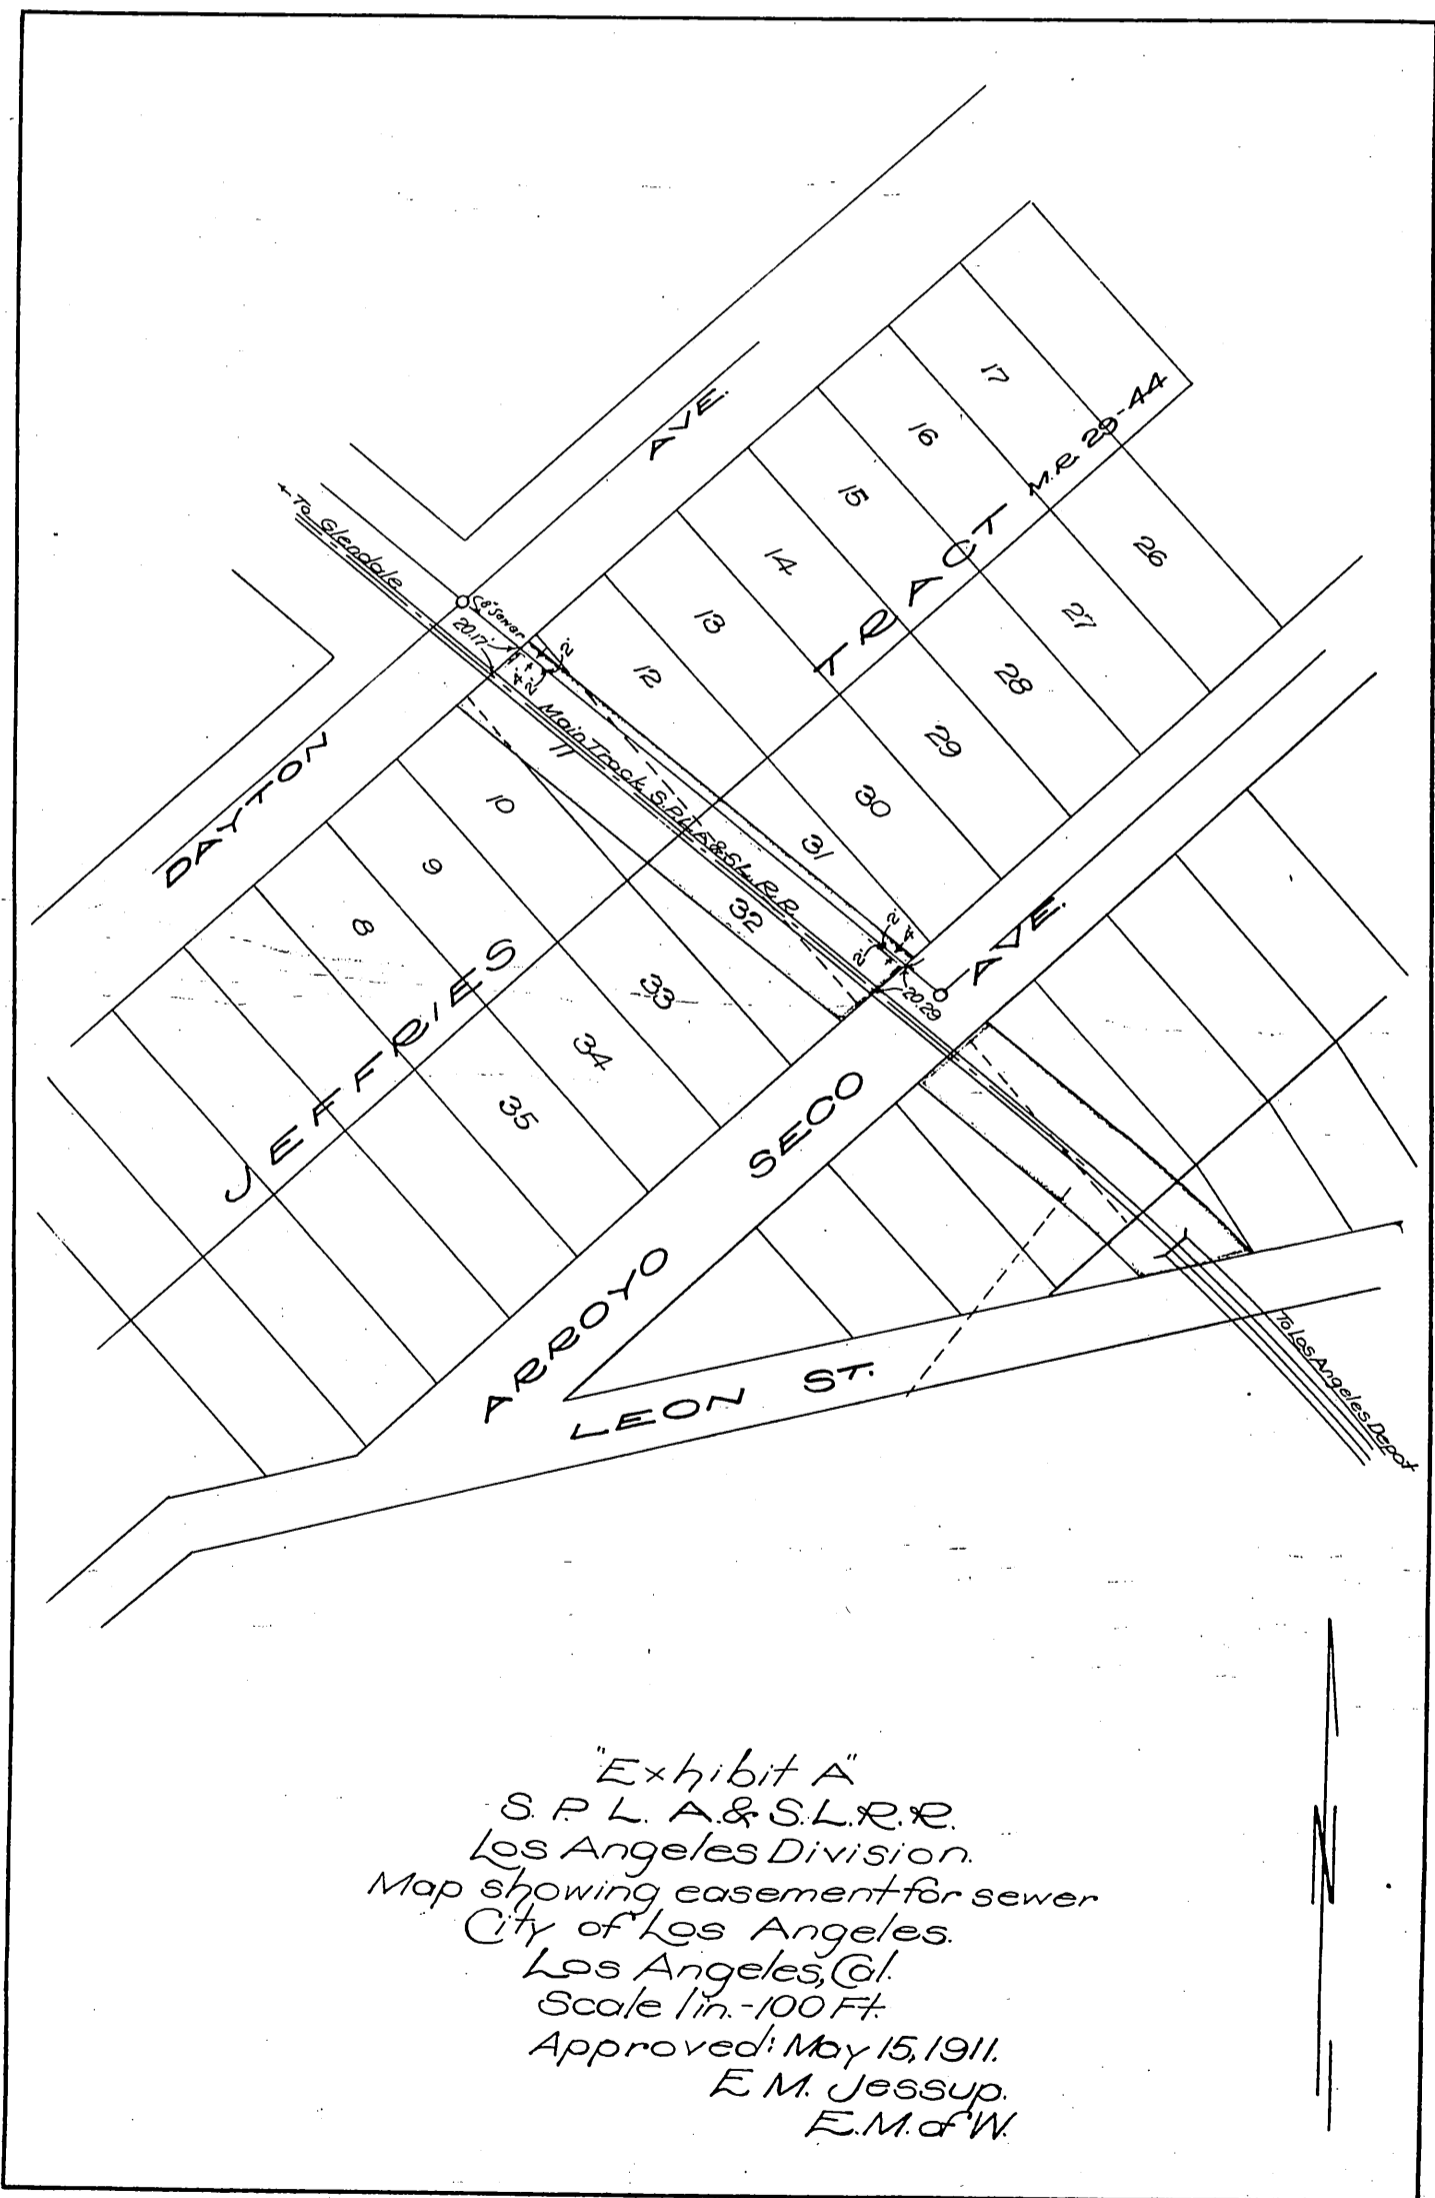 AVE.
17
16
TRACT M.R. 29-44
15
26
14
To Glendale
27
13
8" Sewer
20.17'
2'
4'
2'
12
28
Main Track S.P.L.A.&S.L.R.R.
11
29
DAYTON
10
30
31
9
32
8
2'
4'
2'
AVE.
33
20.29
JEFFRIES
34
35
SECO
ARROYO
To Los Angeles Depot
LEON ST.
"Exhibit A"
S. P. L. A. & S. L. R. R.
Los Angeles Division.
Map showing easement for sewer
City of Los Angeles.
Los Angeles, Cal.
Scale 1in.-100 Ft.
Approved: May 15, 1911.
E M. Jessup.
E. M. of W.
N